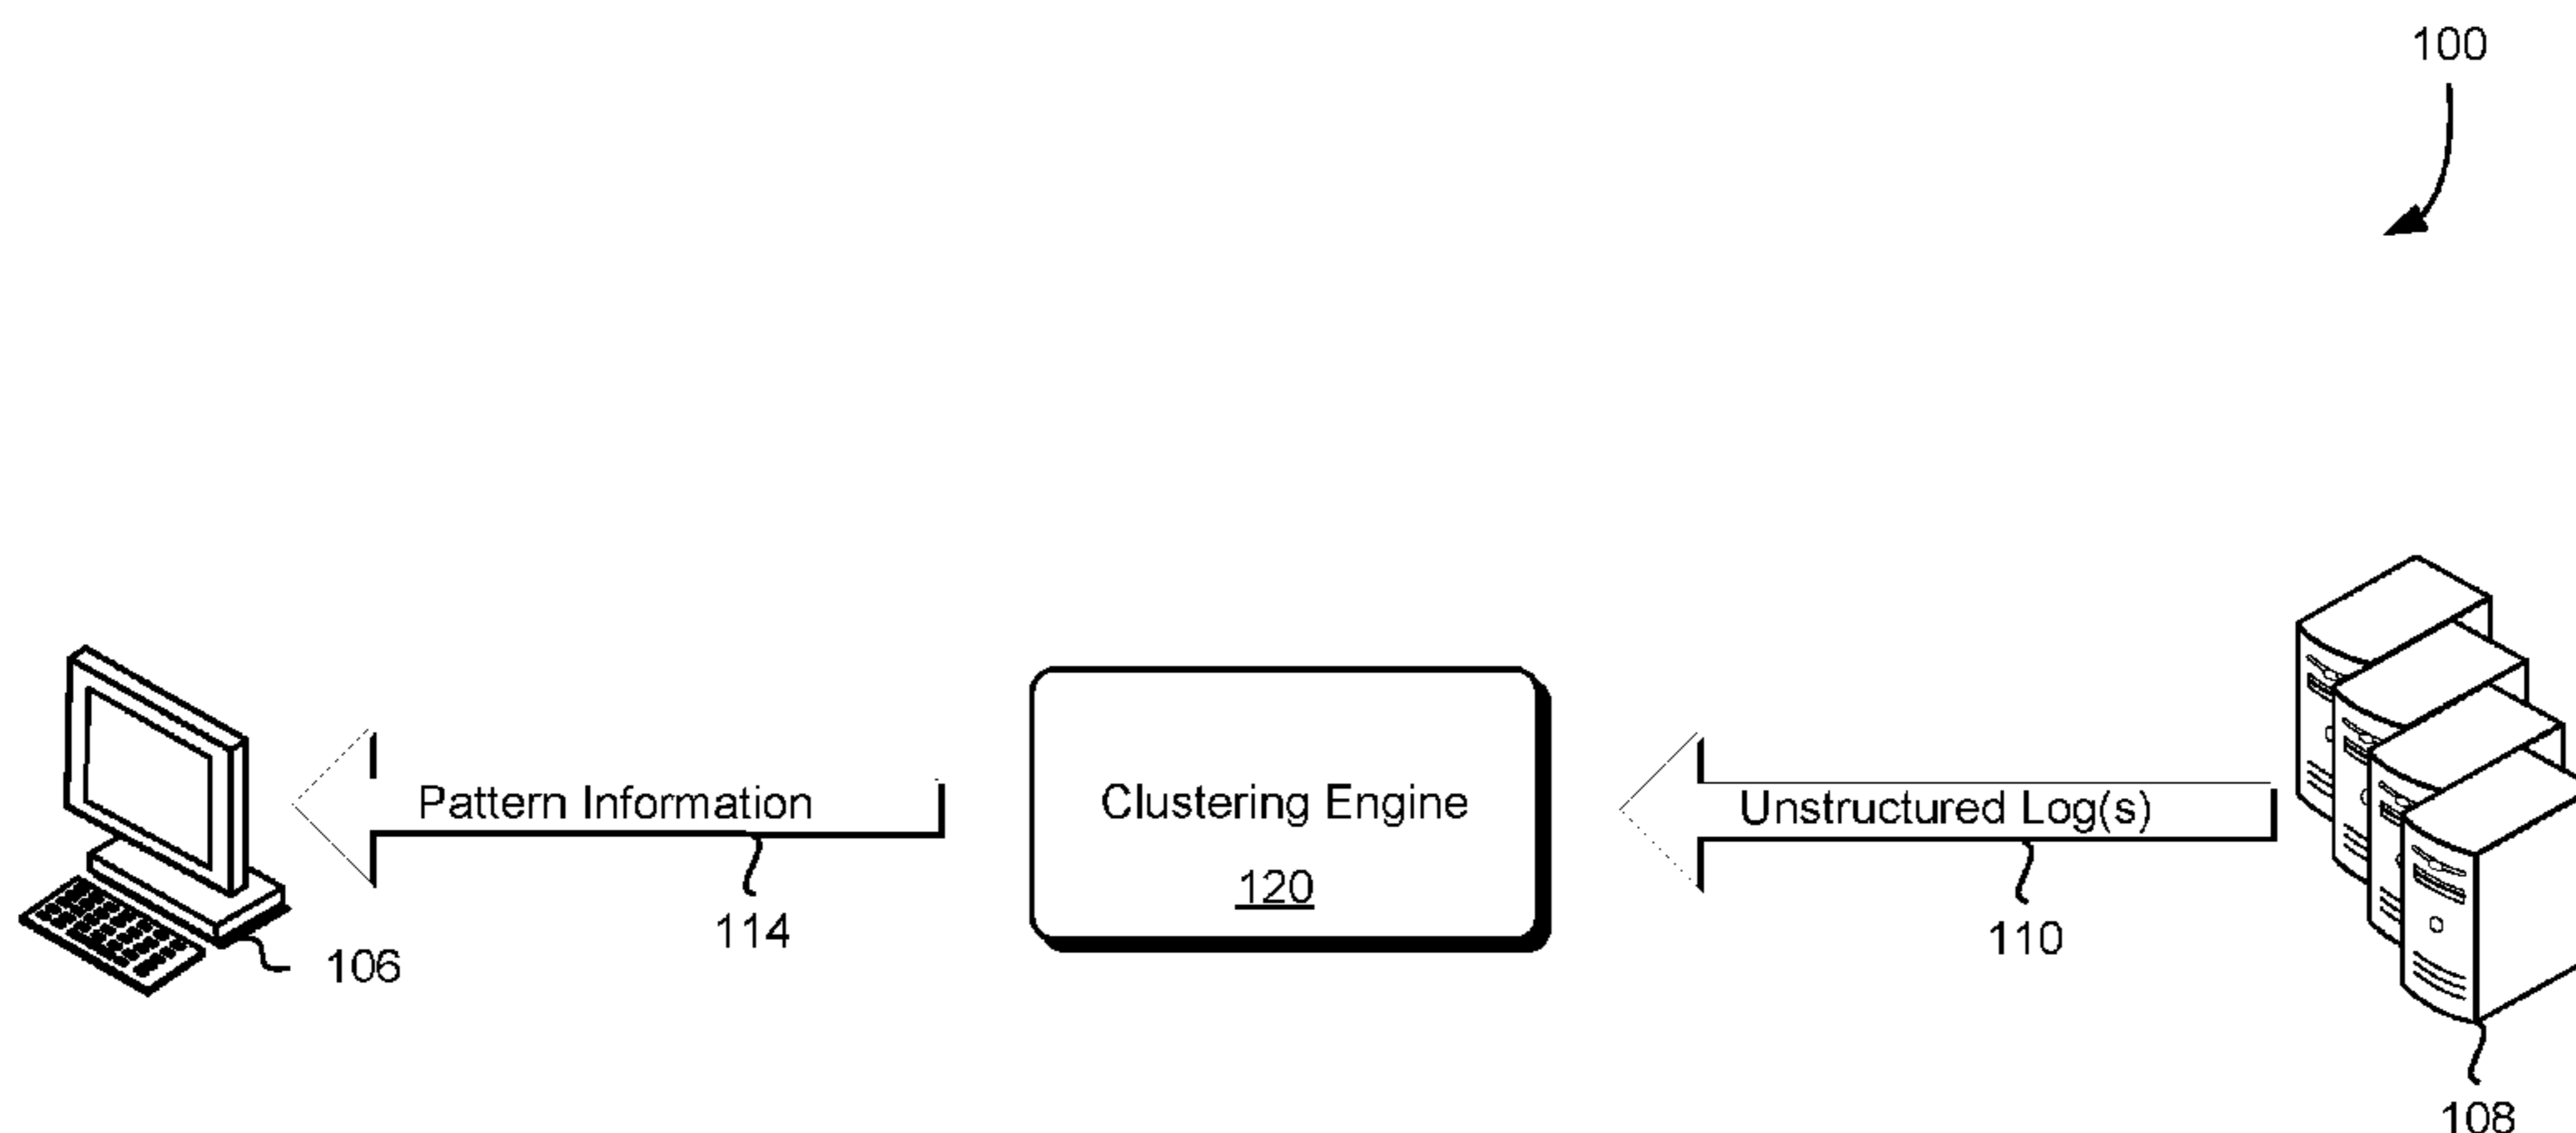 100
Pattern Information
Clustering Engine
Unstructured Log(s)
120
114
110
106
108